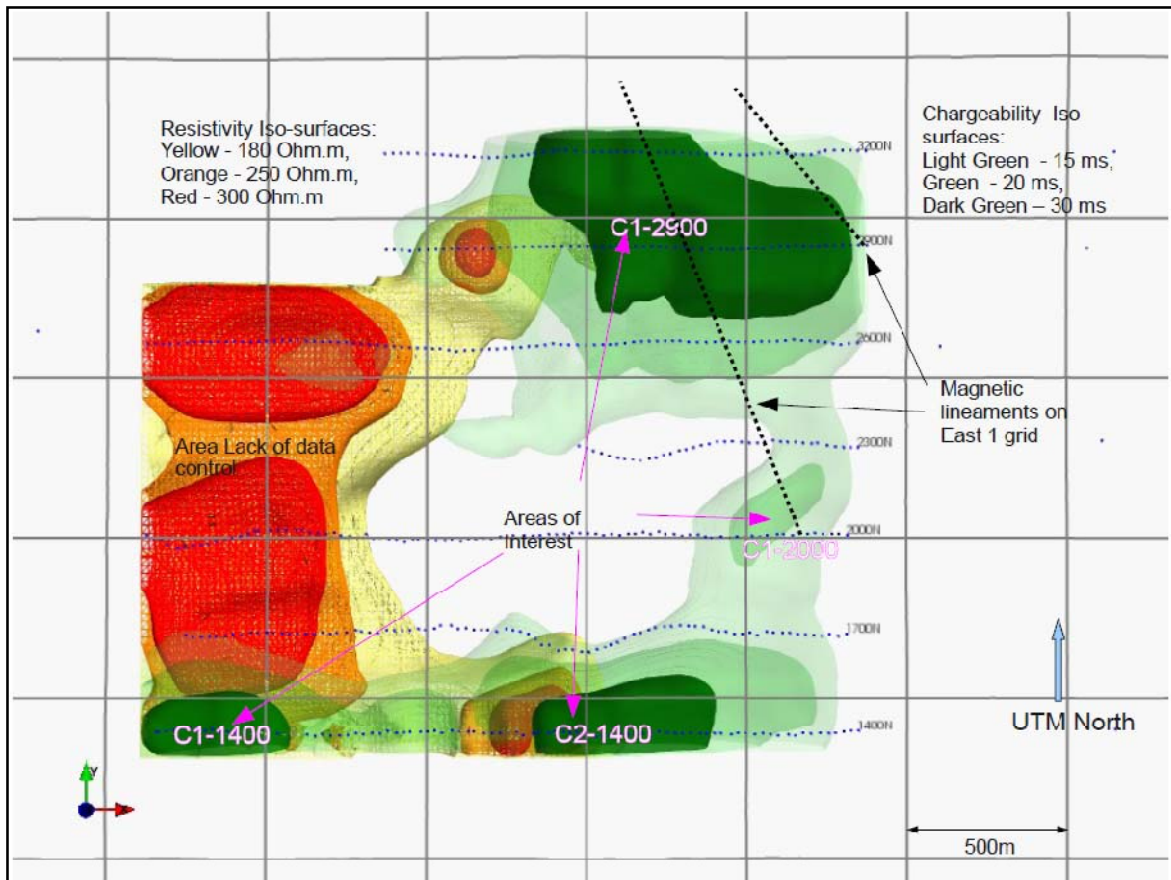 Resistivity Iso-surfaces:
Yellow - 180 Ohm.m,
Orange - 250 Ohm.m,
Red - 300 Ohm.m
Chargeability Iso
surfaces:
Light Green - 15 ms,
Green - 20 ms,
Dark Green – 30 ms
3200N
C1-2900
2900N
2600N
Magnetic
lineaments on
East 1 grid
Area Lack of data
control
2300N
Areas of
Interest
2000N
C1-2000
1700N
1400N
C1-1400
C2-1400
UTM North
Y
X
500m